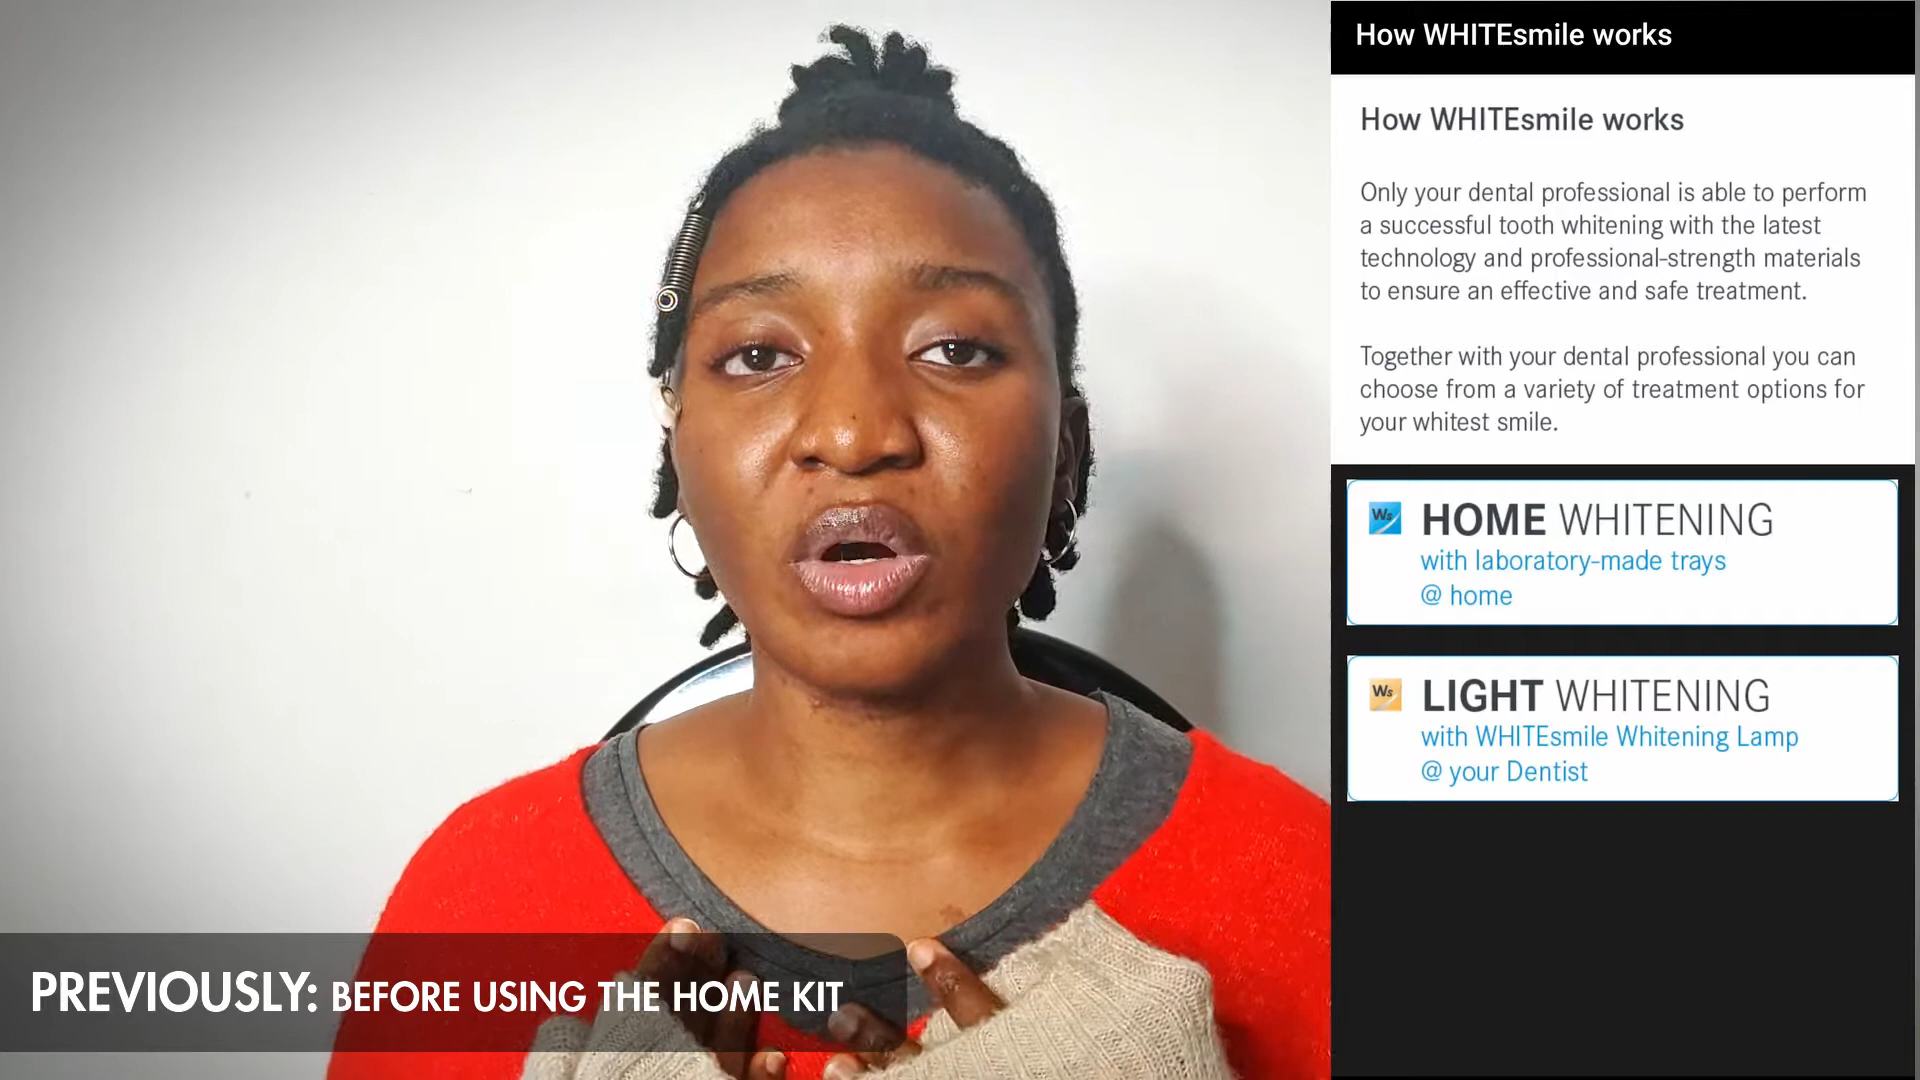 How WHITEsmile works
How WHITEsmile works
Only your dental professional is able to perform
a successful tooth whitening with the latest
technology and professional-strength materials
to ensure an effective and safe treatment.
Together with your dental professional you can
choose from a variety of treatment options for
your whitest smile.
Ws
HOME WHITENING
with laboratory-made trays
@ home
Ws
LIGHT WHITENING
with WHITEsmile Whitening Lamp
@ your Dentist
PREVIOUSLY: BEFORE USING THE HOME KIT